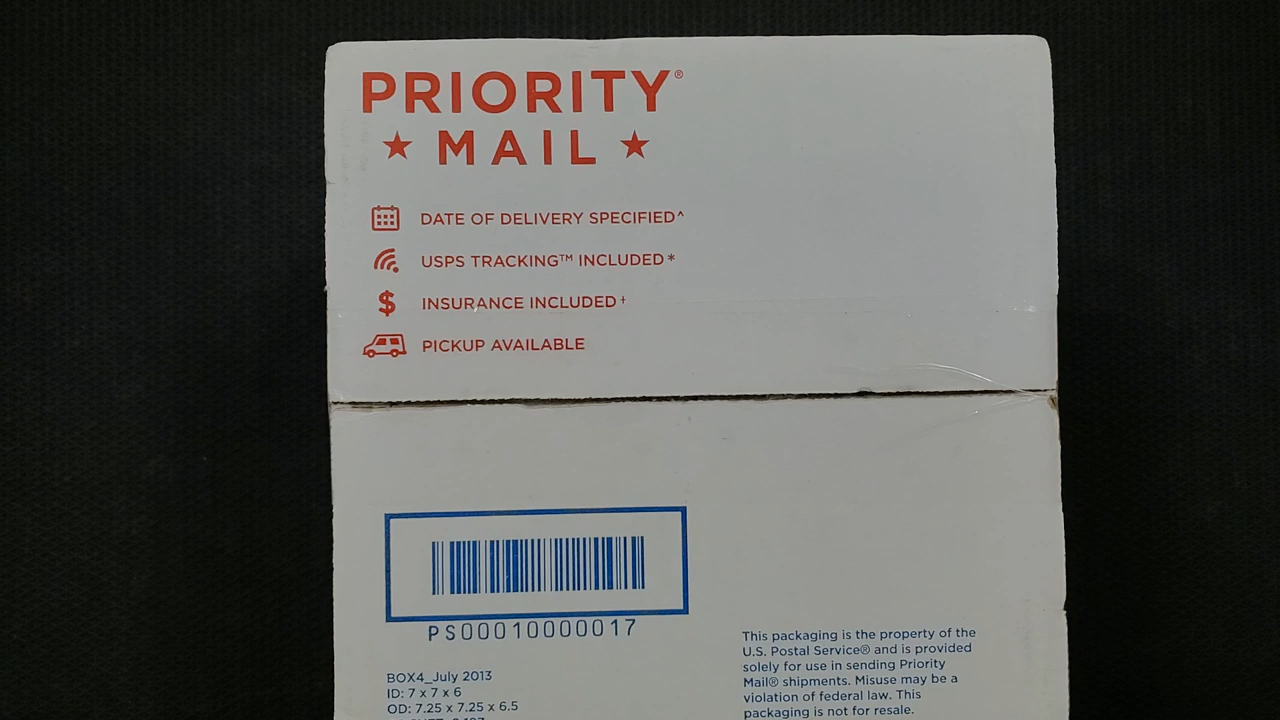 PRIORITY®
★ MAIL ★
DATE OF DELIVERY SPECIFIED^
USPS TRACKING™ INCLUDED*
$ INSURANCE INCLUDED†
PICKUP AVAILABLE
PS00010000017
BOX4_July 2013
ID: 7 x 7 x 6
OD: 7.25 x 7.25 x 6.5
This packaging is the property of the
U.S. Postal Service® and is provided
solely for use in sending Priority
Mail® shipments. Misuse may be a
violation of federal law. This
packaging is not for resale.